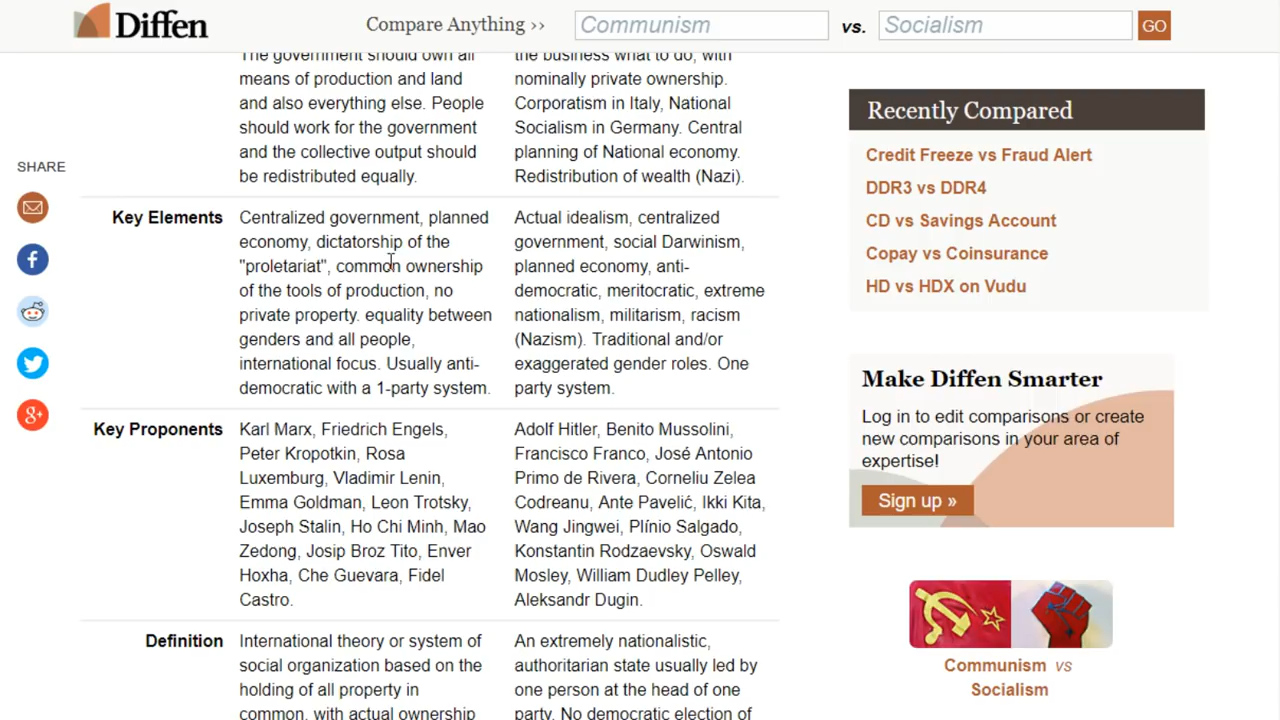 Diffen
Compare Anything ››
Communism
vs.
Socialism
GO
The government should own all
means of production and land
and also everything else. People
should work for the government
and the collective output should
be redistributed equally.
the business what to do, with
nominally private ownership.
Corporatism in Italy, National
Socialism in Germany. Central
planning of National economy.
Redistribution of wealth (Nazi).
SHARE
Key Elements
Centralized government, planned
economy, dictatorship of the
"proletariat", common ownership
of the tools of production, no
private property. equality between
genders and all people,
international focus. Usually anti-
democratic with a 1-party system.
Actual idealism, centralized
government, social Darwinism,
planned economy, anti-
democratic, meritocratic, extreme
nationalism, militarism, racism
(Nazism). Traditional and/or
exaggerated gender roles. One
party system.
Key Proponents
Karl Marx, Friedrich Engels,
Peter Kropotkin, Rosa
Luxemburg, Vladimir Lenin,
Emma Goldman, Leon Trotsky,
Joseph Stalin, Ho Chi Minh, Mao
Zedong, Josip Broz Tito, Enver
Hoxha, Che Guevara, Fidel
Castro.
Adolf Hitler, Benito Mussolini,
Francisco Franco, José Antonio
Primo de Rivera, Corneliu Zelea
Codreanu, Ante Pavelić, Ikki Kita,
Wang Jingwei, Plínio Salgado,
Konstantin Rodzaevsky, Oswald
Mosley, William Dudley Pelley,
Aleksandr Dugin.
Definition
International theory or system of
social organization based on the
holding of all property in
common, with actual ownership
An extremely nationalistic,
authoritarian state usually led by
one person at the head of one
party. No democratic election of
Recently Compared
Credit Freeze vs Fraud Alert
DDR3 vs DDR4
CD vs Savings Account
Copay vs Coinsurance
HD vs HDX on Vudu
Make Diffen Smarter
Log in to edit comparisons or create
new comparisons in your area of
expertise!
Sign up »
Communism vs
Socialism